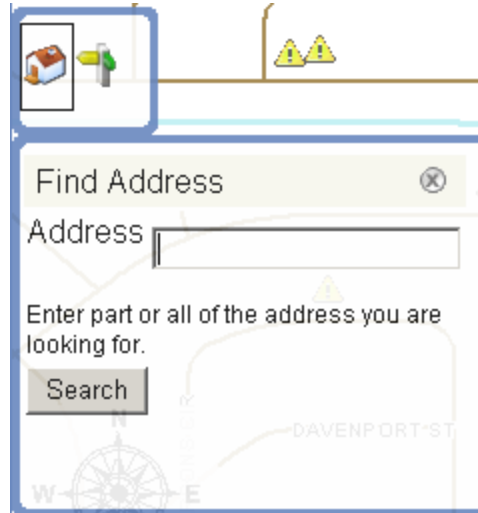 Find Address
Address
Enter part or all of the address you are
looking for.
Search
N
DAVENPORT ST
W
E